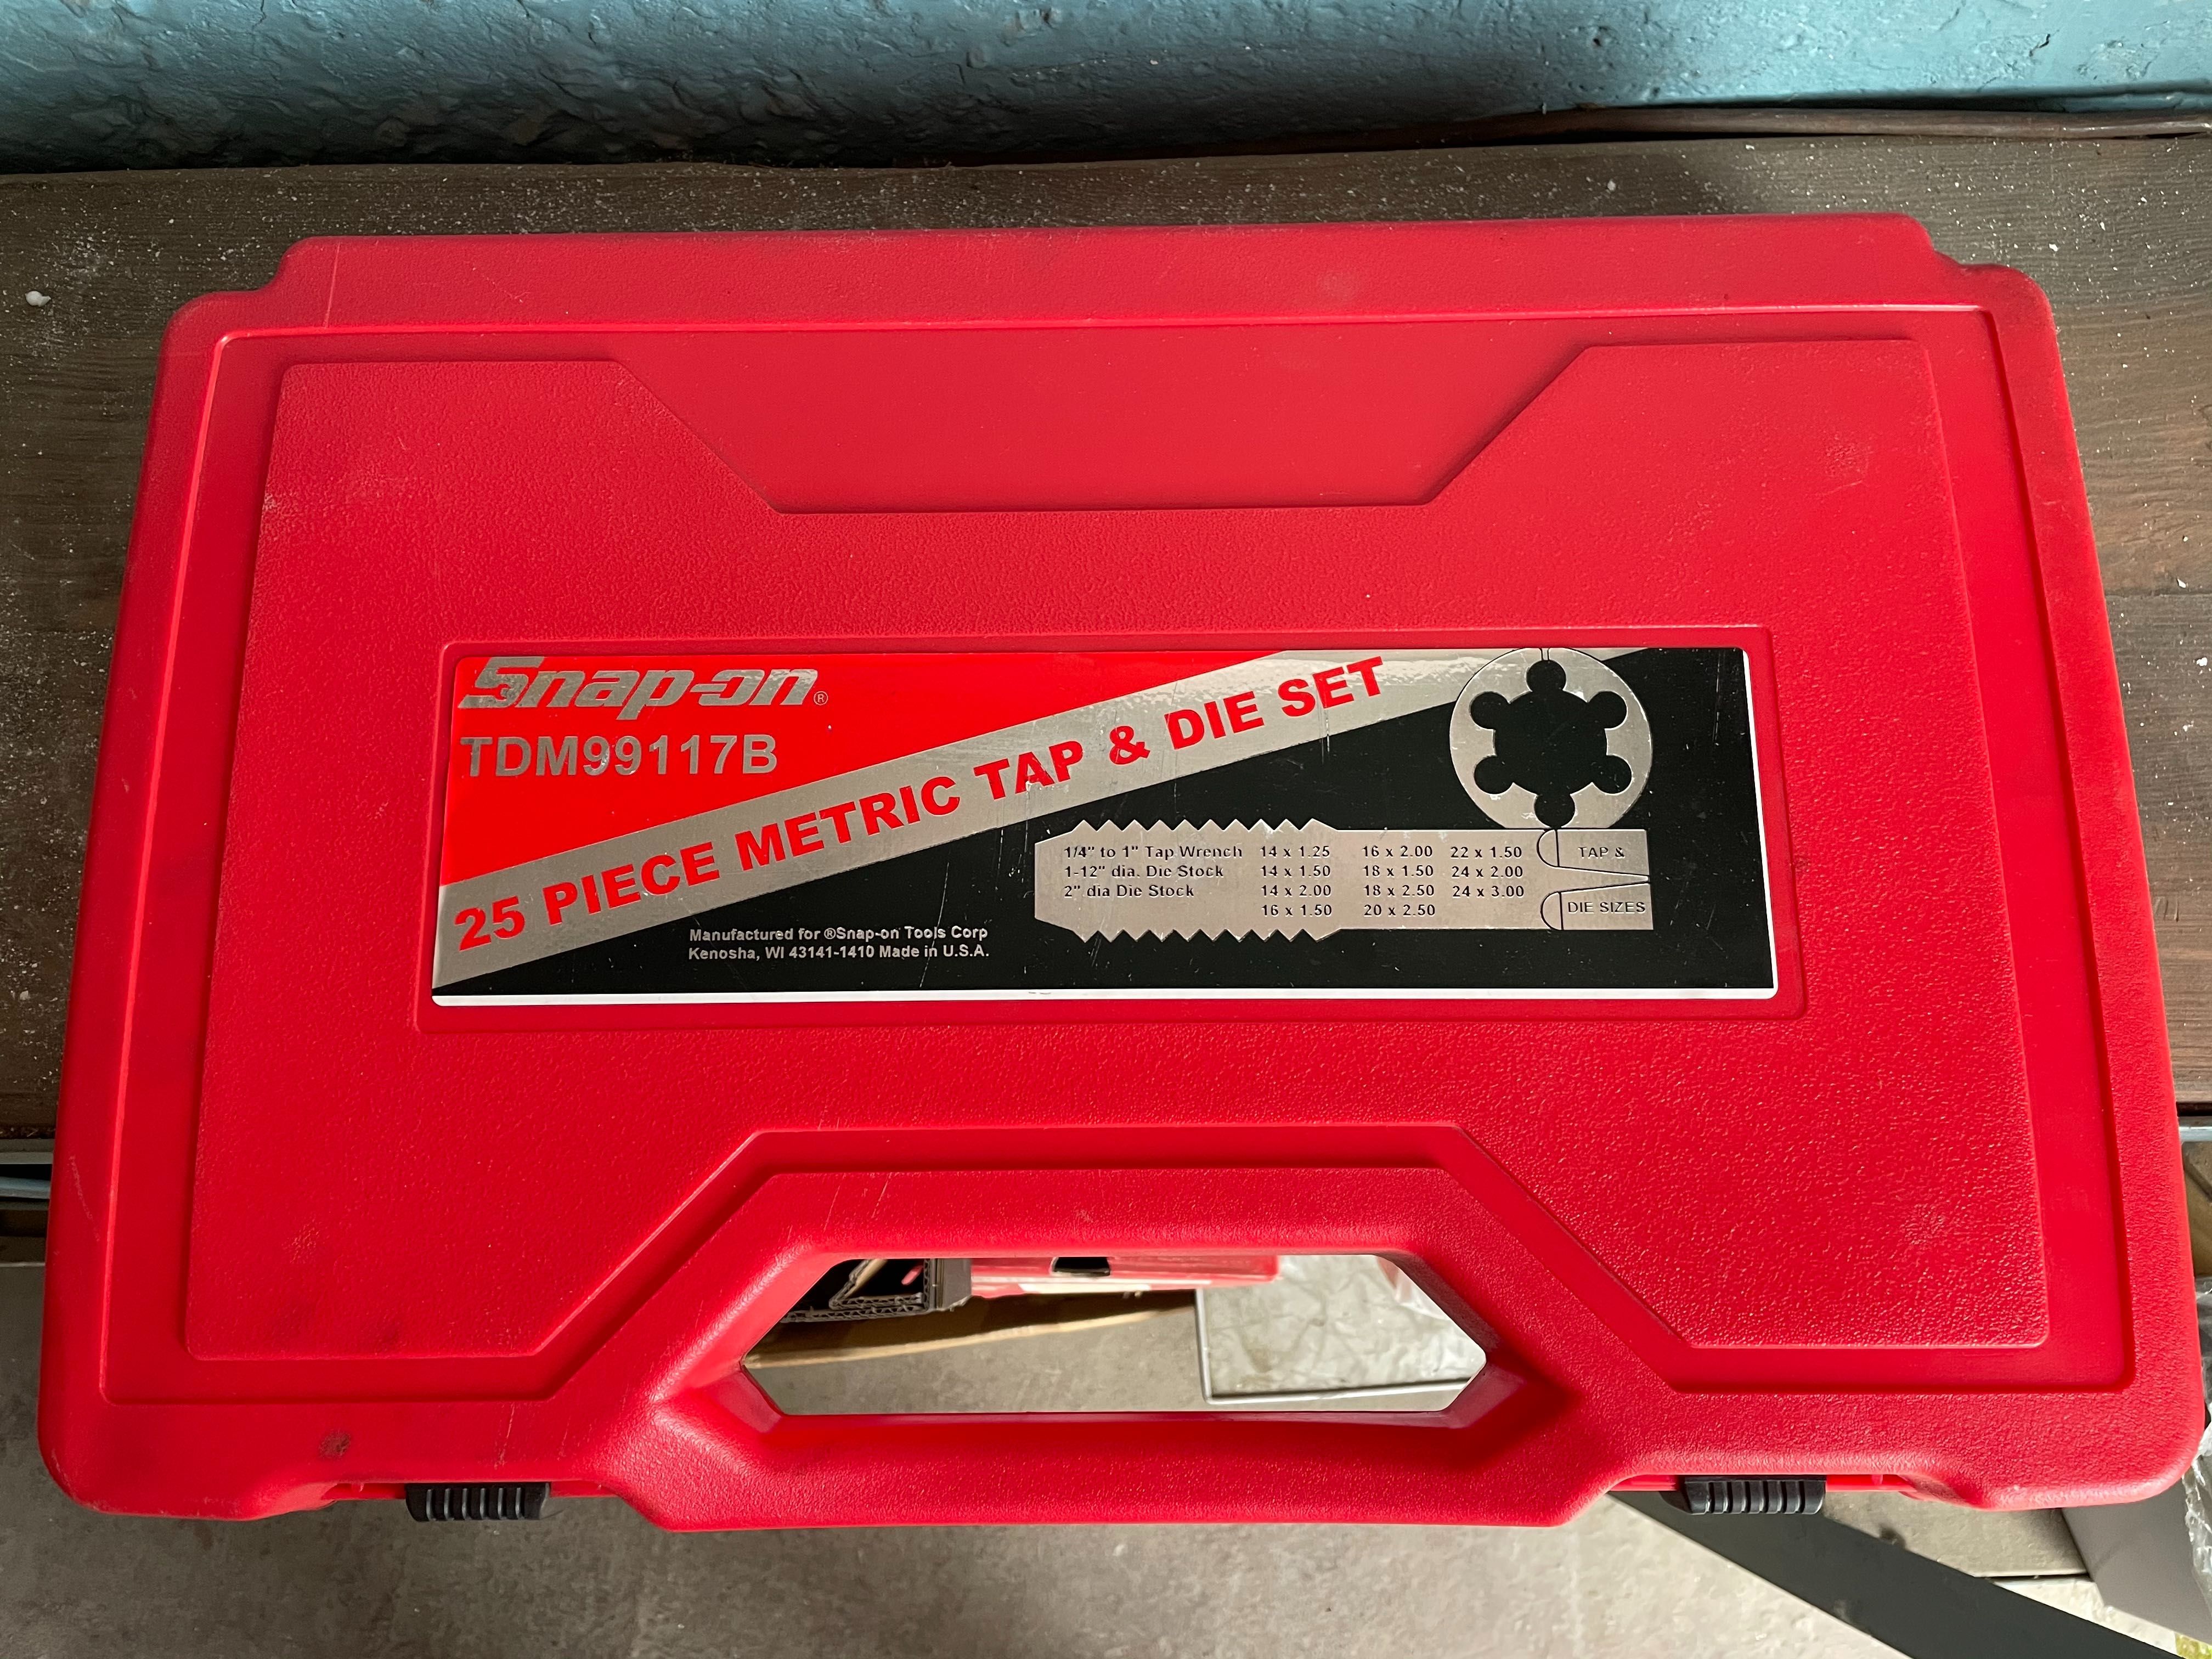 Snap-on®
TDM99117B
25 PIECE METRIC TAP & DIE SET
1/4" to 1" Tap Wrench 14 x 1.25 16 x 2.00 22 x 1.50 TAP &
1-12" dia. Die Stock 14 x 1.50 18 x 1.50 24 x 2.00
2" dia Die Stock 14 x 2.00 18 x 2.50 24 x 3.00 DIE SIZES
16 x 1.50 20 x 2.50
Manufactured for ®Snap-on Tools Corp
Kenosha, WI 43141-1410 Made in U.S.A.